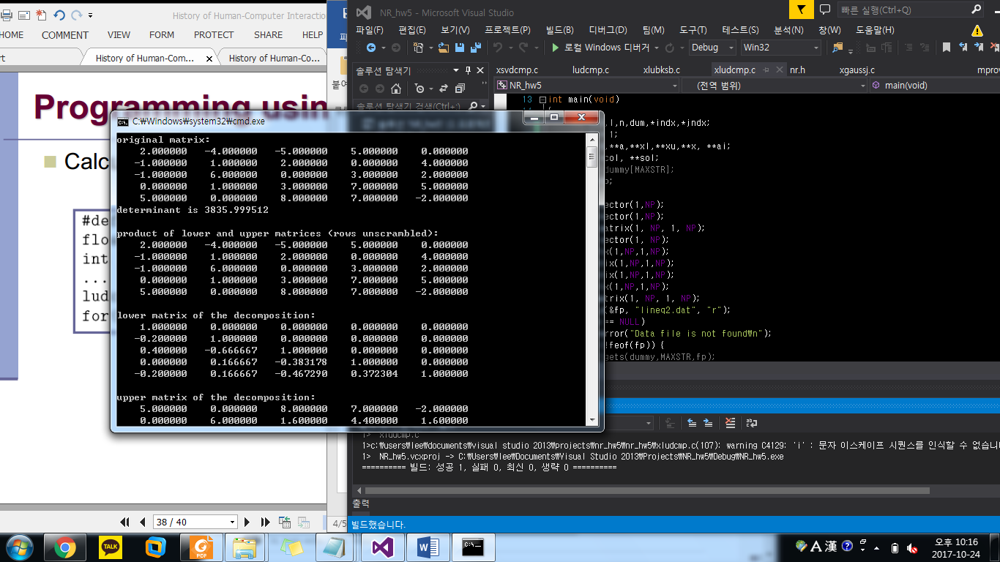 History of Human-Computer Interaction
HOME COMMENT VIEW FORM PROTECT SHARE HELP
History of Human-Com... × History of Human-Co...
Programming usin
Calc
#de
floa
int
...
lud
for
38 / 40
4/5
NR_hw5 - Microsoft Visual Studio
빠른 실행(Ctrl+Q)
파일(F) 편집(E) 보기(V) 프로젝트(P) 빌드(B) 디버그(D) 팀(M) 도구(T) 테스트(S) 분석(N) 창(W) 도움말(H)
로컬 Windows 디버거 Debug Win32
솔루션 탐색기
솔루션 탐색기 검색(Ctrl+;)
xsvdcmp.c ludcmp.c xlubksb.c xludcmp.c nr.h xgaussj.c mprov
NR_hw5 (전역 범위) main(void)
13 int main(void)
,l,n,dum,*indx,*jndx;
1;
,**a,**xl,**xu,**x, **ai;
col, **sol;
dummy[MAXSTR];
ector(1,NP);
ector(1,NP);
atrix(1, NP, 1, NP);
ector(1, NP);
x(1,NP,1,NP);
ix(1,NP,1,NP);
ix(1,NP,1,NP);
x(1,NP,1,NP);
trix(1, NP, 1, NP);
(&fp, "lineq2.dat", "r");
== NULL)
rror("Data file is not found\n");
!feof(fp)) {
gets(dummy,MAXSTR,fp);
C:\Windows\system32\cmd.exe
original matrix:
2.000000 -4.000000 -5.000000 5.000000 0.000000
-1.000000 1.000000 2.000000 0.000000 4.000000
-1.000000 6.000000 0.000000 3.000000 2.000000
0.000000 1.000000 3.000000 7.000000 5.000000
5.000000 0.000000 8.000000 7.000000 -2.000000
determinant is 3835.999512
product of lower and upper matrices (rows unscrambled):
2.000000 -4.000000 -5.000000 5.000000 0.000000
-1.000000 1.000000 2.000000 0.000000 4.000000
-1.000000 6.000000 0.000000 3.000000 2.000000
0.000000 1.000000 3.000000 7.000000 5.000000
5.000000 0.000000 8.000000 7.000000 -2.000000
lower matrix of the decomposition:
1.000000 0.000000 0.000000 0.000000 0.000000
-0.200000 1.000000 0.000000 0.000000 0.000000
0.400000 -0.666667 1.000000 0.000000 0.000000
0.000000 0.166667 -0.383178 1.000000 0.000000
-0.200000 0.166667 -0.467290 0.372304 1.000000
upper matrix of the decomposition:
5.000000 0.000000 8.000000 7.000000 -2.000000
0.000000 6.000000 1.600000 4.400000 1.600000
1> xludcmp.c
1>c:\users\lee\documents\visual studio 2013\projects\nr_hw5\nr_hw5\xludcmp.c(107): warning C4129: 'i' : 문자 이스케이프 시퀀스를 인식할 수 없습니
1> NR_hw5.vcxproj -> C:\Users\lee\Documents\Visual Studio 2013\Projects\NR_hw5\Debug\NR_hw5.exe
========== 빌드: 성공 1, 실패 0, 최신 0, 생략 0 ==========
출력
빌드했습니다.
TALK
PDF
A 漢
오후 10:16
2017-10-24